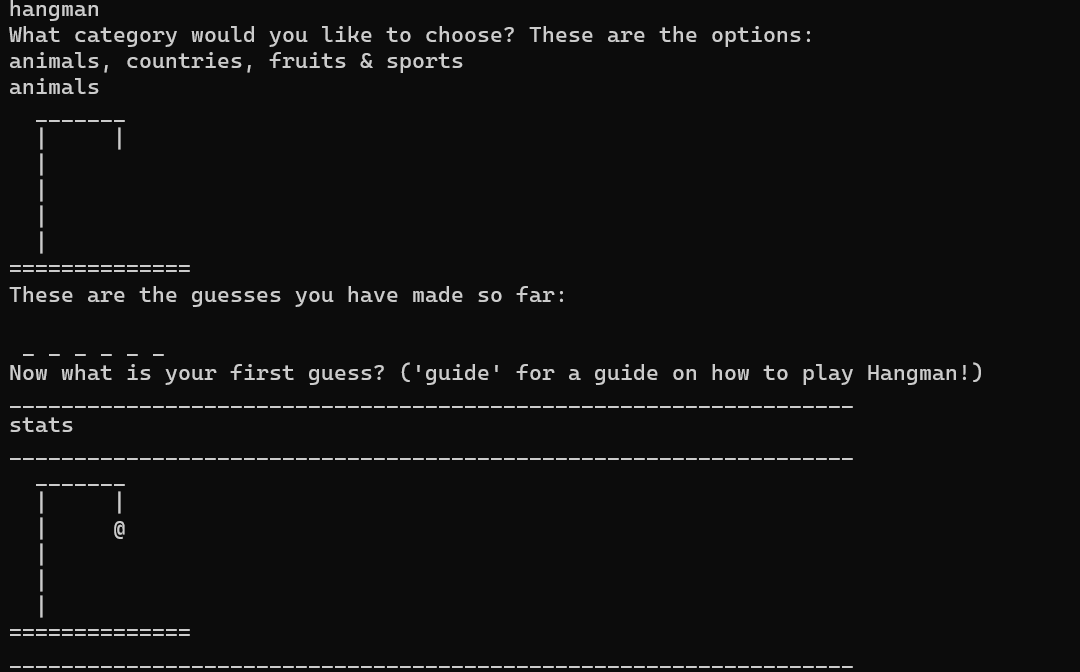 hangman
What category would you like to choose? These are the options:
animals, countries, fruits & sports
animals
  _______
  |     |
  |
  |
  |
  |
==============
These are the guesses you have made so far:

 _ _ _ _ _ _
Now what is your first guess? ('guide' for a guide on how to play Hangman!)
_________________________________________________________________
stats
_________________________________________________________________
  _______
  |     |
  |     @
  |
  |
  |
==============
_________________________________________________________________